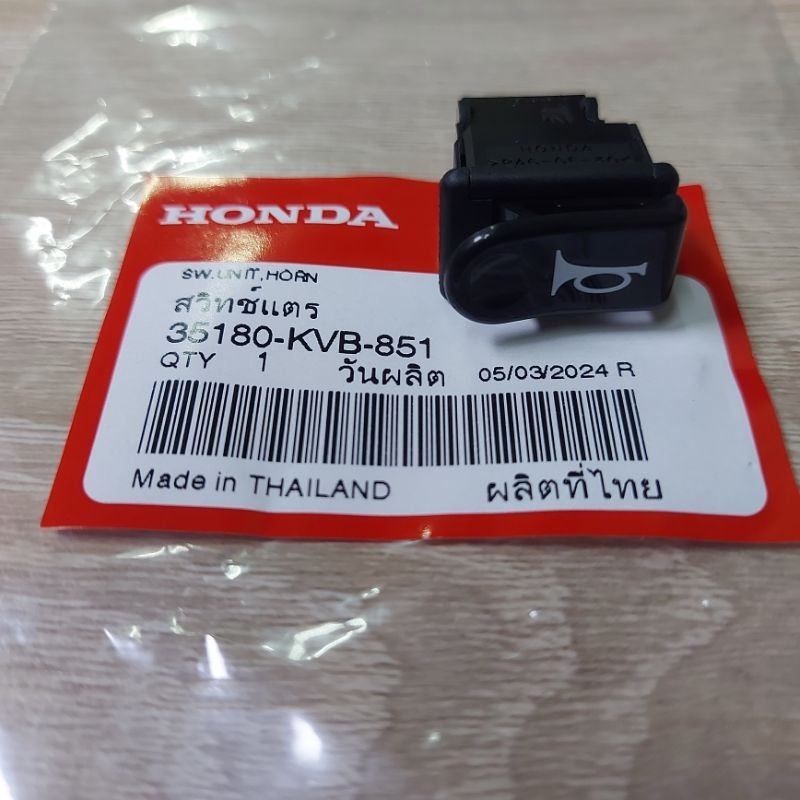 HONDA
HONDA
SW.UNIT,HORN
สวิทช์แตร
35180-KVB-851
QTY 1 วันผลิต 05/03/2024 R
Made in THAILAND ผลิตที่ไทย